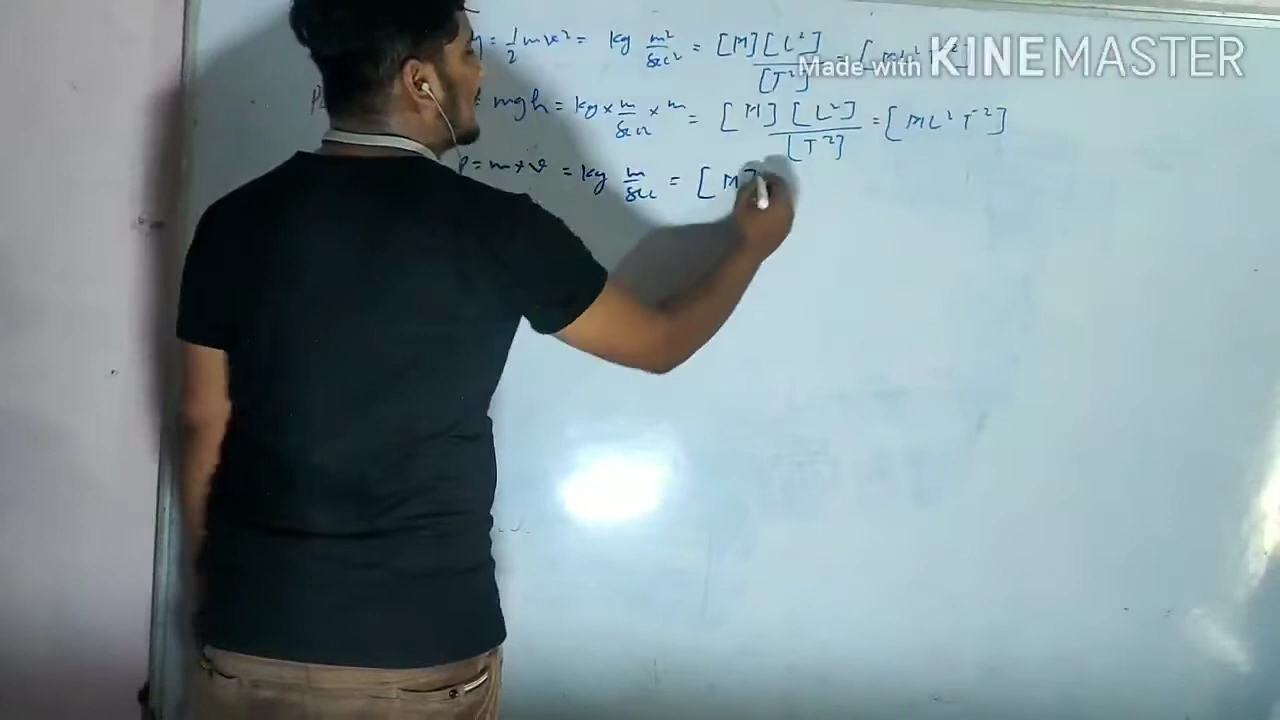 = 1/2 mv² = kg m²/sec² = [M][L²]/[T²] =
Made with KINEMASTER
mgh = kg × m/sec² × m = [M][L²]/[T²] = [ML²T⁻²]
P = m × v = kg m/sec = [M]